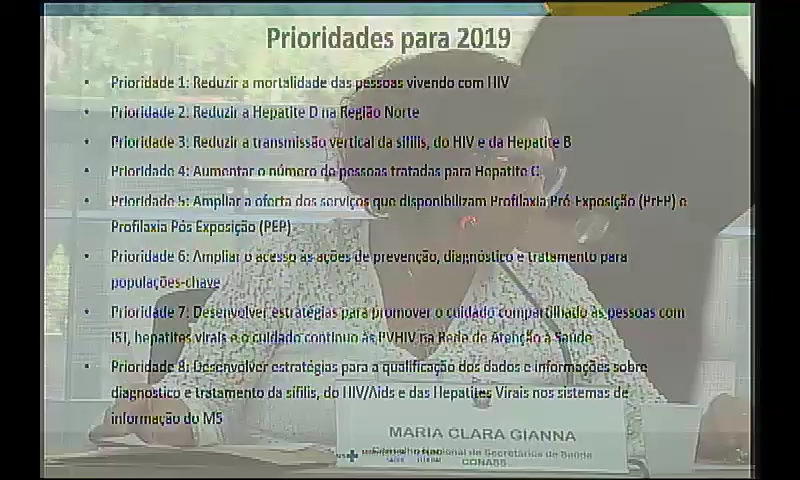 Prioridades para 2019
• Prioridade 1: Reduzir a mortalidade das pessoas vivendo com HIV
• Prioridade 2: Reduzir a Hepatite D na Região Norte
• Prioridade 3: Reduzir a transmissão vertical da sífilis, do HIV e da Hepatite B
• Prioridade 4: Aumentar o número de pessoas tratadas para Hepatite C
• Prioridade 5: Ampliar a oferta dos serviços que disponibilizam Profilaxia Pré-Exposição (PrEP) e
Profilaxia Pós Exposição (PEP)
• Prioridade 6: Ampliar o acesso às ações de prevenção, diagnóstico e tratamento para
populações-chave
• Prioridade 7: Desenvolver estratégias para promover o cuidado compartilhado às pessoas com
IST, hepatites virais e o cuidado contínuo às PVHIV na Rede de Atenção à Saúde
• Prioridade 8: Desenvolver estratégias para a qualificação dos dados e informações sobre
diagnostico e tratamento da sífilis, do HIV/Aids e das Hepatites Virais nos sistemas de
informação do MS
MARIA CLARA GIANNA
Nacional de Secretários de Saúde
CONASS